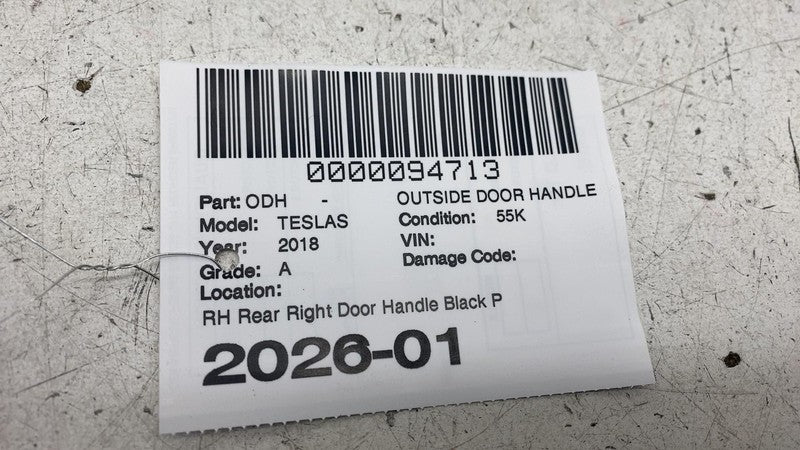 0000094713
Part: ODH - OUTSIDE DOOR HANDLE
Model: TESLAS Condition: 55K
Year: 2018 VIN:
Grade: A Damage Code:
Location:
RH Rear Right Door Handle Black P
2026-01